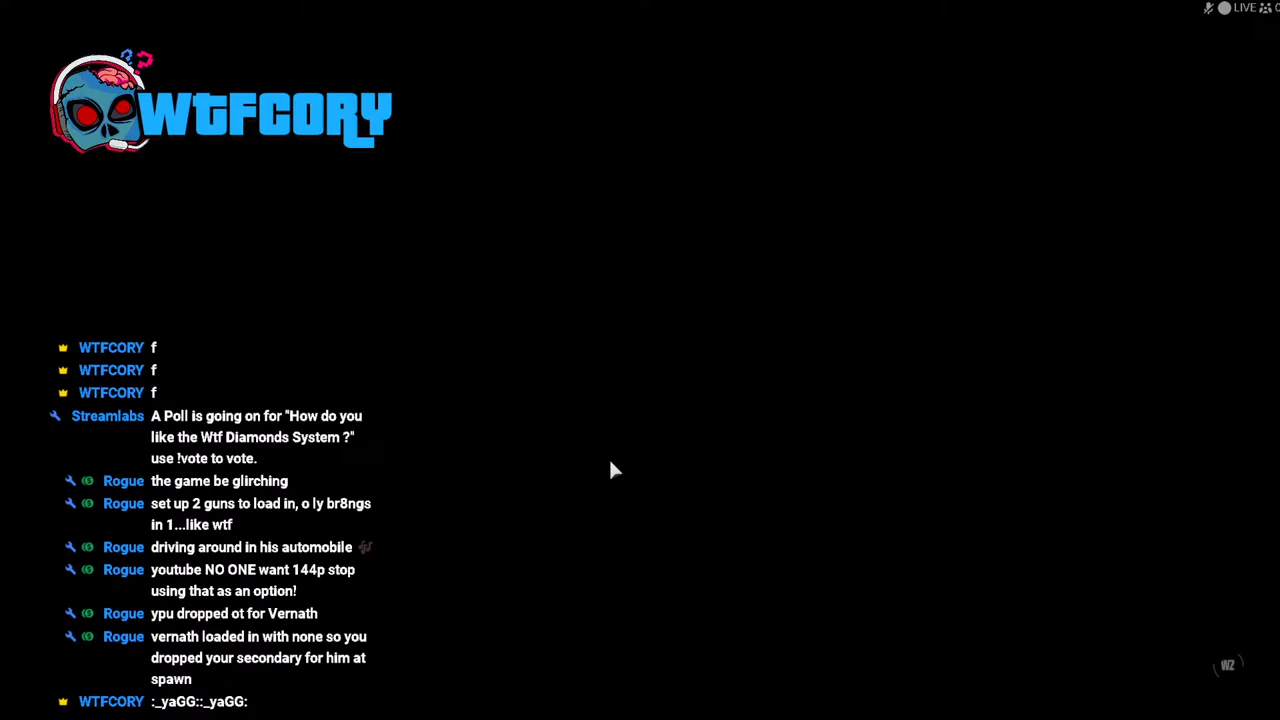 LIVE 0
WTFCORY
WTFCORY f
WTFCORY f
WTFCORY f
Streamlabs A Poll is going on for "How do you
like the Wtf Diamonds System ?"
use !vote to vote.
Rogue the game be glirching
Rogue set up 2 guns to load in, o ly br8ngs
in 1...like wtf
Rogue driving around in his automobile 🎶
Rogue youtube NO ONE want 144p stop
using that as an option!
Rogue ypu dropped ot for Vernath
Rogue vernath loaded in with none so you
dropped your secondary for him at
spawn
WTFCORY :_yaGG::_yaGG:
WZ